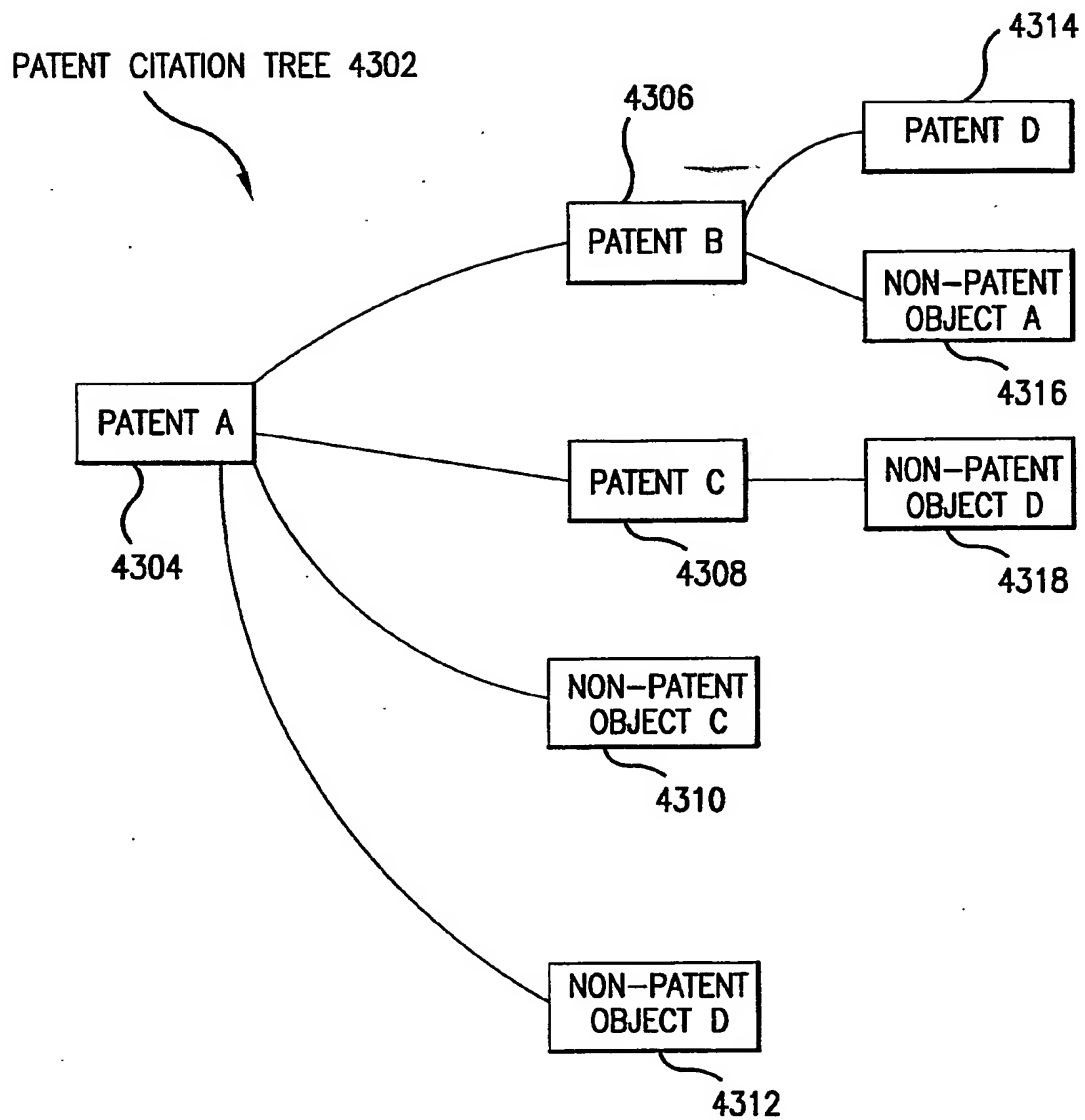 4314
PATENT CITATION TREE 4302
4306
PATENT D
PATENT B
NON-PATENT
OBJECT A
4316
PATENT A
4304
PATENT C
4308
NON-PATENT
OBJECT D
4318
NON-PATENT
OBJECT C
4310
NON-PATENT
OBJECT D
4312